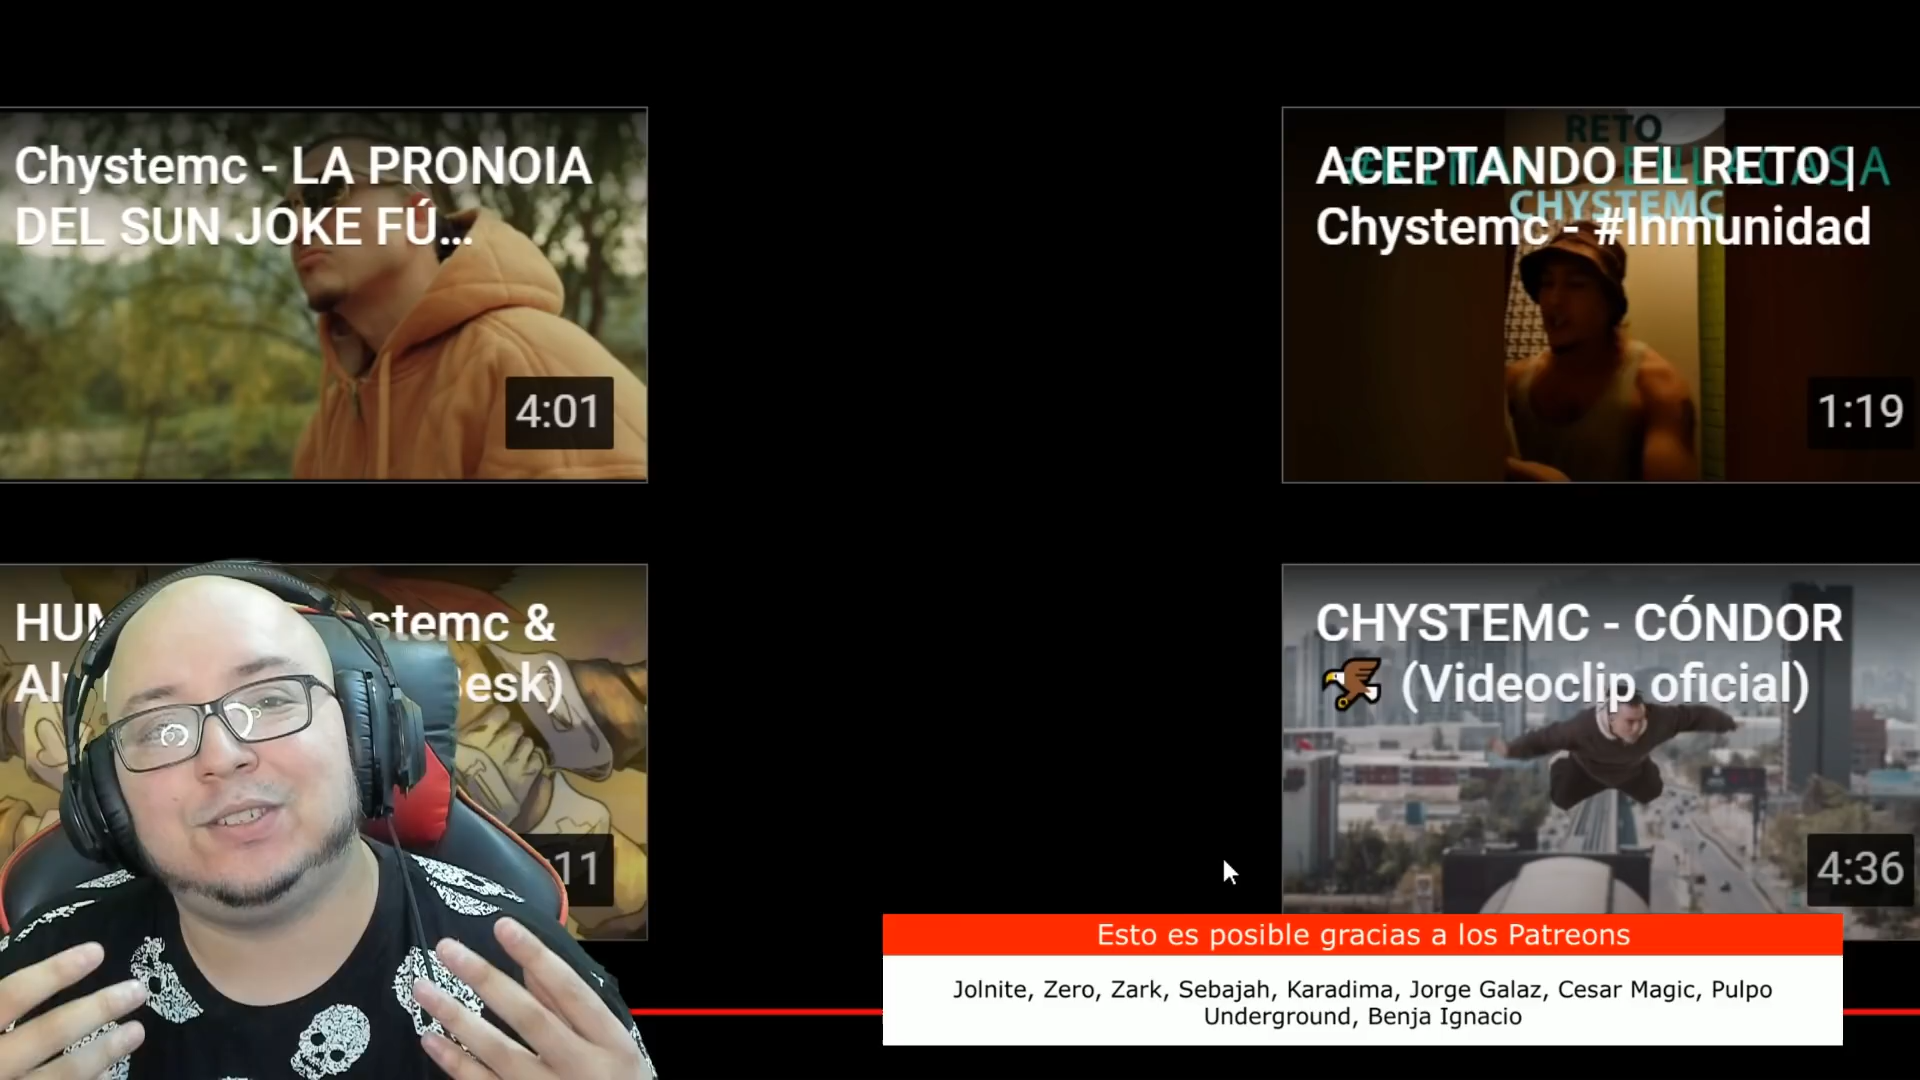 Chystemc - LA PRONOIA
DEL SUN JOKE FÚ...
4:01
RETO
ACEPTANDO EL RETO |
CHYSTEMC
Chystemc - #Inmunidad
1:19
stemc &
esk)
11
CHYSTEMC - CÓNDOR
(Videoclip oficial)
4:36
Esto es posible gracias a los Patreons
Jolnite, Zero, Zark, Sebajah, Karadima, Jorge Galaz, Cesar Magic, Pulpo
Underground, Benja Ignacio